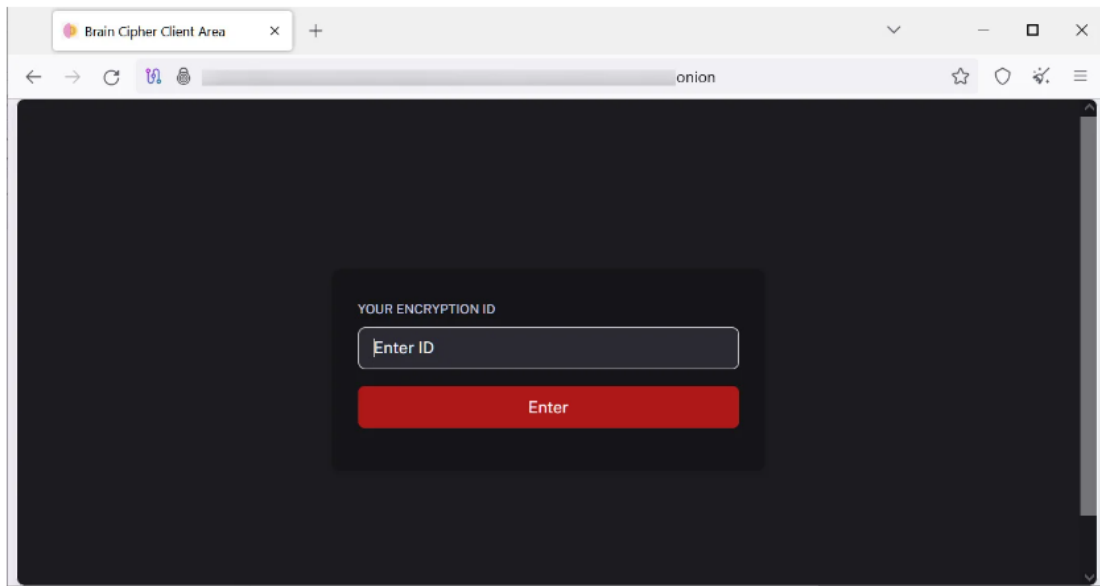 Brain Cipher Client Area
onion
YOUR ENCRYPTION ID
Enter ID
Enter